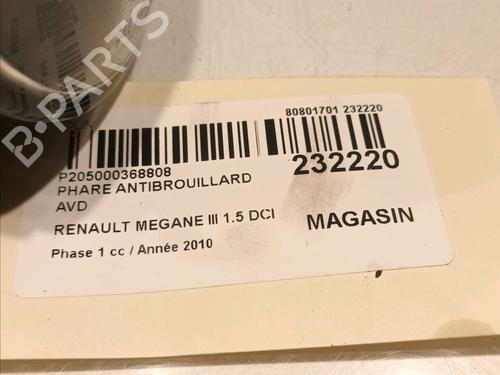 80801701 232220
P205000368808
232220
PHARE ANTIBROUILLARD
AVD
RENAULT MEGANE III 1.5 DCI
MAGASIN
Phase 1 cc / Année 2010
B-PARTS